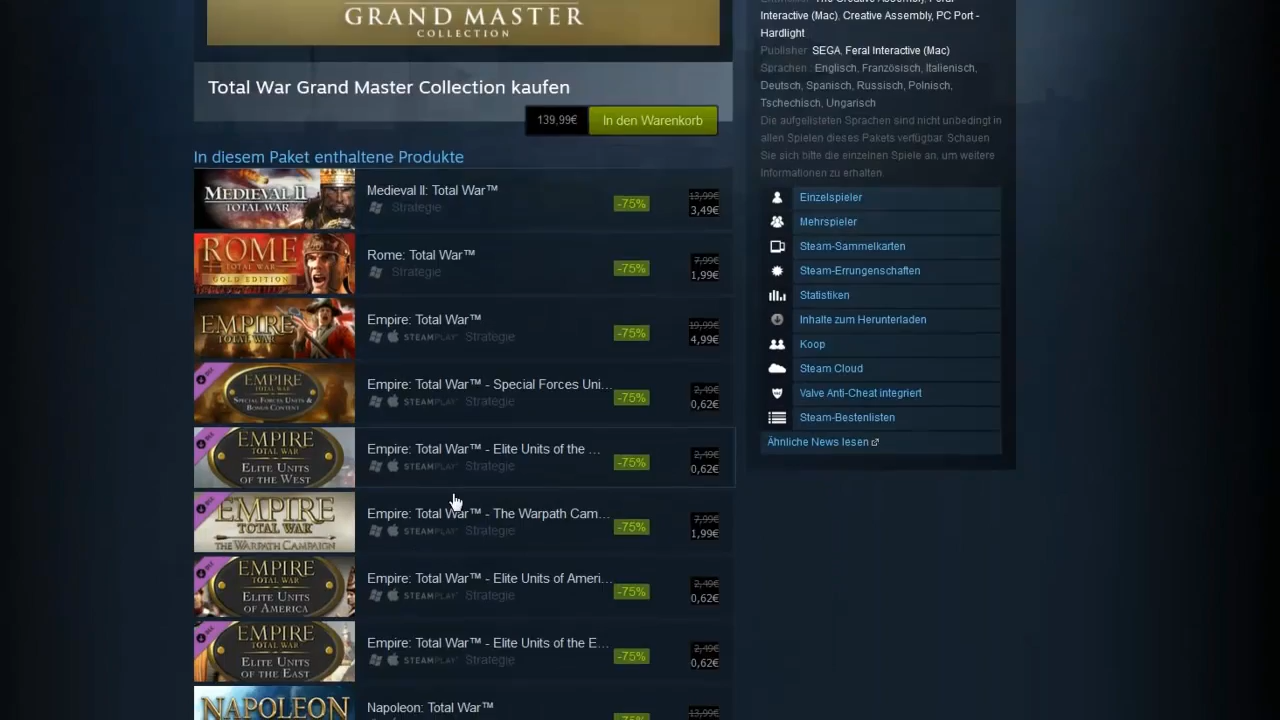 GRAND MASTER
COLLECTION
Total War Grand Master Collection kaufen
139,99€
In den Warenkorb
In diesem Paket enthaltene Produkte
MEDIEVAL II
TOTAL WAR
Medieval II: Total War™
Strategie
-75%
13,99€
3,49€
ROME
TOTAL WAR
GOLD EDITION
Rome: Total War™
Strategie
-75%
7,99€
1,99€
EMPIRE
TOTAL WAR
Empire: Total War™
STEAMPLAY Strategie
-75%
19,99€
4,99€
EMPIRE
TOTAL WAR
SPECIAL FORCES UNITS &
BONUS CONTENT
Empire: Total War™ - Special Forces Uni...
STEAMPLAY Strategie
-75%
2,49€
0,62€
EMPIRE
TOTAL WAR
ELITE UNITS
OF THE WEST
Empire: Total War™ - Elite Units of the ...
STEAMPLAY Strategie
-75%
2,49€
0,62€
EMPIRE
TOTAL WAR
THE WARPATH CAMPAIGN
Empire: Total War™ - The Warpath Cam...
STEAMPLAY Strategie
-75%
7,99€
1,99€
EMPIRE
TOTAL WAR
ELITE UNITS
OF AMERICA
Empire: Total War™ - Elite Units of Ameri...
STEAMPLAY Strategie
-75%
2,49€
0,62€
EMPIRE
TOTAL WAR
ELITE UNITS
OF THE EAST
Empire: Total War™ - Elite Units of the E...
STEAMPLAY Strategie
-75%
2,49€
0,62€
NAPOLEON
Napoleon: Total War™
-75%
13,99€
Interactive (Mac), Creative Assembly, PC Port -
Hardlight
Publisher: SEGA, Feral Interactive (Mac)
Sprachen: Englisch, Französisch, Italienisch,
Deutsch, Spanisch, Russisch, Polnisch,
Tschechisch, Ungarisch
Die aufgelisteten Sprachen sind nicht unbedingt in
allen Spielen dieses Pakets verfügbar. Schauen
Sie sich bitte die einzelnen Spiele an, um weitere
Informationen zu erhalten.
Einzelspieler
Mehrspieler
Steam-Sammelkarten
Steam-Errungenschaften
Statistiken
Inhalte zum Herunterladen
Koop
Steam Cloud
Valve Anti-Cheat integriert
Steam-Bestenlisten
Ähnliche News lesen